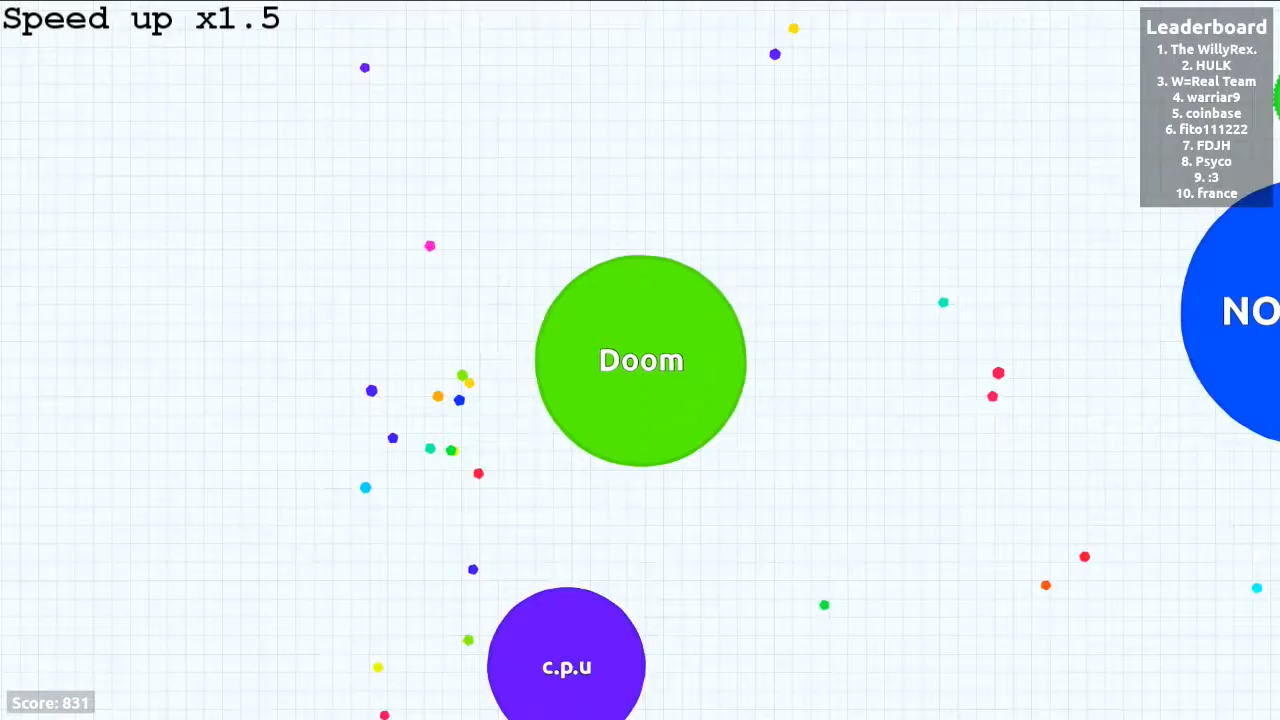 Speed up x1.5
Leaderboard
1. The WillyRex.
2. HULK
3. W=Real Team
4. warriar9
5. coinbase
6. fito111222
7. FDJH
8. Psyco
9. :3
10. france
NO
Doom
c.p.u
Score: 831